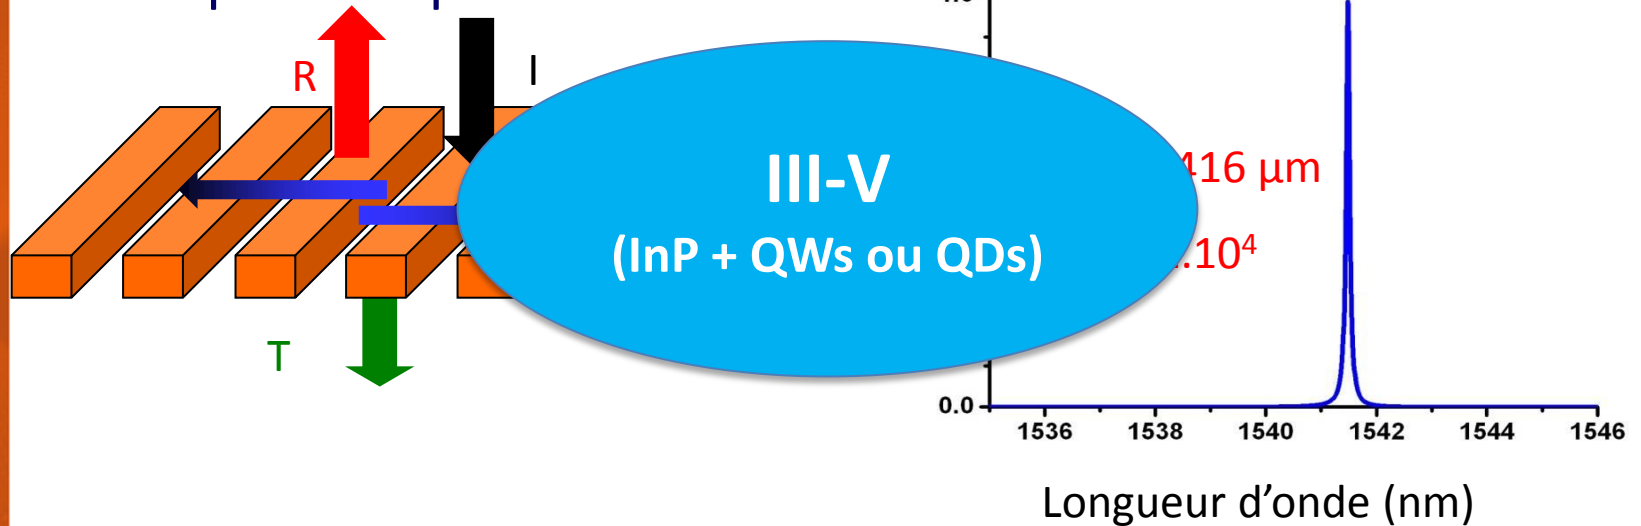 R
I
III-V
(InP + QWs ou QDs)
416 µm
.10⁴
T
0.0
1536 1538 1540 1542 1544 1546
Longueur d’onde (nm)